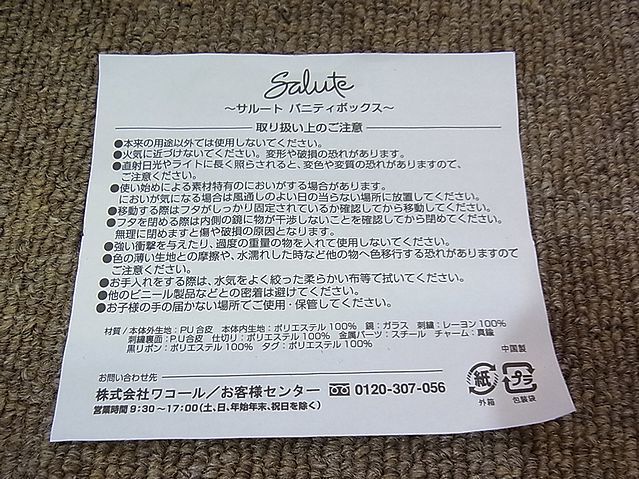 Salute
～サルート バニティボックス～
取り扱い上のご注意
●本来の用途以外では使用しないでください。
●火気に近づけないでください。変形や破損の恐れがあります。
●直射日光やライトに長く照られると、変色や変質の恐れがありますので、
ご注意ください。
●使い始めによる素材特有のにおいがする場合があります。
においが気になる場合は風通しのよい日の当らない場所に放置してください。
●移動する際はフタがしっかり固定されているか確認してから移動してください。
●フタを閉める際は内側の鏡に物が干渉しないことを確認してから閉めてください。
無理に閉めますと傷や破損の原因となります。
●強い衝撃を与えたり、過度の重量の物を入れて使用しないでください。
●色の薄い生地との摩擦や、水濡れした時など他の物へ色移行する恐れがありますので
ご注意ください。
●お手入れをする際は、水気をよく絞った柔らかい布等で拭いてください。
●他のビニール製品などとの密着は避けてください。
●お子様の手の届かない場所でご使用・保管してください。
材質／本体外生地：PU合皮 本体内生地：ポリエステル100% 鏡：ガラス 刺繍：レーヨン100%
刺繍裏面：PU合皮 仕切り：ポリエステル100% 金属パーツ：スチール チャーム：真鍮
黒リボン：ポリエステル100% タグ：ポリエステル100%
中国製
お問い合わせ先
株式会社ワコール／お客様センター 0120-307-056
営業時間 9:30～17:00(土、日、年始年末、祝日を除く)
紙 プラ
外箱 包装袋